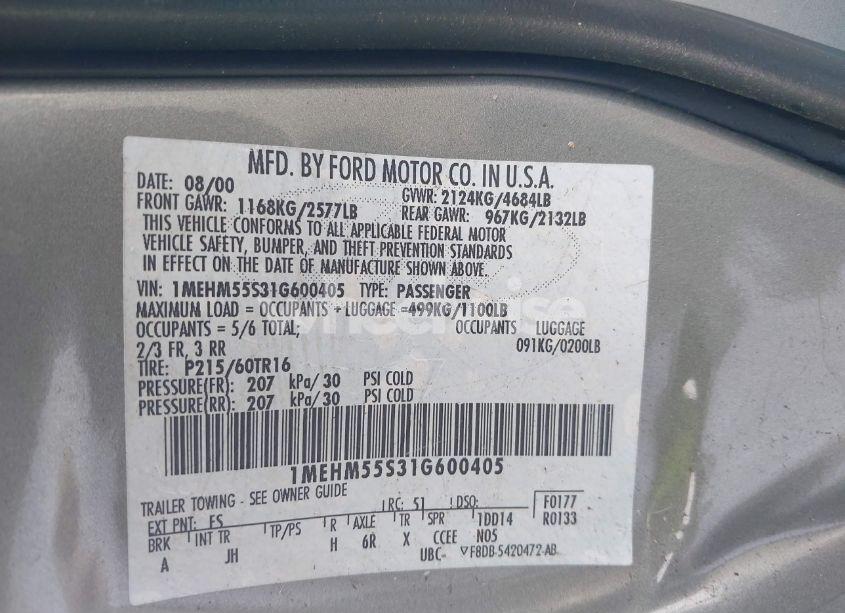 MFD. BY FORD MOTOR CO. IN U.S.A.
DATE: 08/00 GVWR: 2124KG/4684LB
FRONT GAWR: 1168KG/2577LB REAR GAWR: 967KG/2132LB
THIS VEHICLE CONFORMS TO ALL APPLICABLE FEDERAL MOTOR
VEHICLE SAFETY, BUMPER, AND THEFT PREVENTION STANDARDS
IN EFFECT ON THE DATE OF MANUFACTURE SHOWN ABOVE.
VIN: 1MEHM55S31G600405 TYPE: PASSENGER
MAXIMUM LOAD = OCCUPANTS + LUGGAGE =499KG/1100LB
OCCUPANTS = 5/6 TOTAL; OCCUPANTS LUGGAGE
2/3 FR, 3 RR 091KG/0200LB
TIRE: P215/60TR16
PRESSURE(FR): 207 kPa/ 30 PSI COLD
PRESSURE(RR): 207 kPa/ 30 PSI COLD
1MEHM55S31G600405
TRAILER TOWING - SEE OWNER GUIDE
EXT PNT: ES RC: 51 DSO: F0177
BRK INT TR TP/PS R AXLE TR SPR 1DD14 R0133
A JH H 6R X CCEE N05
UBC- ▽F8DB-5420472-AB